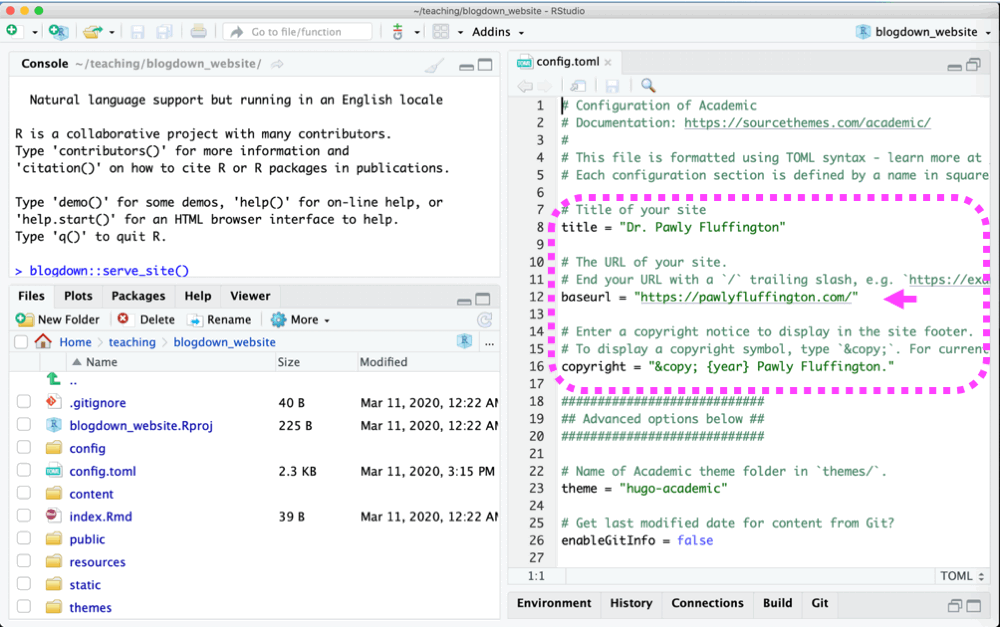 ~/teaching/blogdown_website - RStudio
Go to file/function
Addins
blogdown_website
Console ~/teaching/blogdown_website/
Natural language support but running in an English locale
R is a collaborative project with many contributors.
Type 'contributors()' for more information and
'citation()' on how to cite R or R packages in publications.
Type 'demo()' for some demos, 'help()' for on-line help, or
'help.start()' for an HTML browser interface to help.
Type 'q()' to quit R.
> blogdown::serve_site()
Files Plots Packages Help Viewer
New Folder Delete Rename More
Home teaching blogdown_website ...
Name Size Modified
..
.gitignore 40 B Mar 11, 2020, 12:22 AM
blogdown_website.Rproj 225 B Mar 11, 2020, 12:22 AM
config
config.toml 2.3 KB Mar 11, 2020, 3:15 PM
content
index.Rmd 39 B Mar 11, 2020, 12:22 AM
public
resources
static
themes
config.toml
1 # Configuration of Academic
2 # Documentation: https://sourcethemes.com/academic/
3 #
4 # This file is formatted using TOML syntax - learn more at
5 # Each configuration section is defined by a name in square
6
7 # Title of your site
8 title = "Dr. Pawly Fluffington"
9
10 # The URL of your site.
11 # End your URL with a `/` trailing slash, e.g. `https://exa
12 baseurl = "https://pawlyfluffington.com/"
13
14 # Enter a copyright notice to display in the site footer.
15 # To display a copyright symbol, type `&copy;`. For current
16 copyright = "&copy; {year} Pawly Fluffington."
17
18 ############################
19 ## Advanced options below ##
20 ############################
21
22 # Name of Academic theme folder in `themes/`.
23 theme = "hugo-academic"
24
25 # Get last modified date for content from Git?
26 enableGitInfo = false
27
1:1 TOML
Environment History Connections Build Git